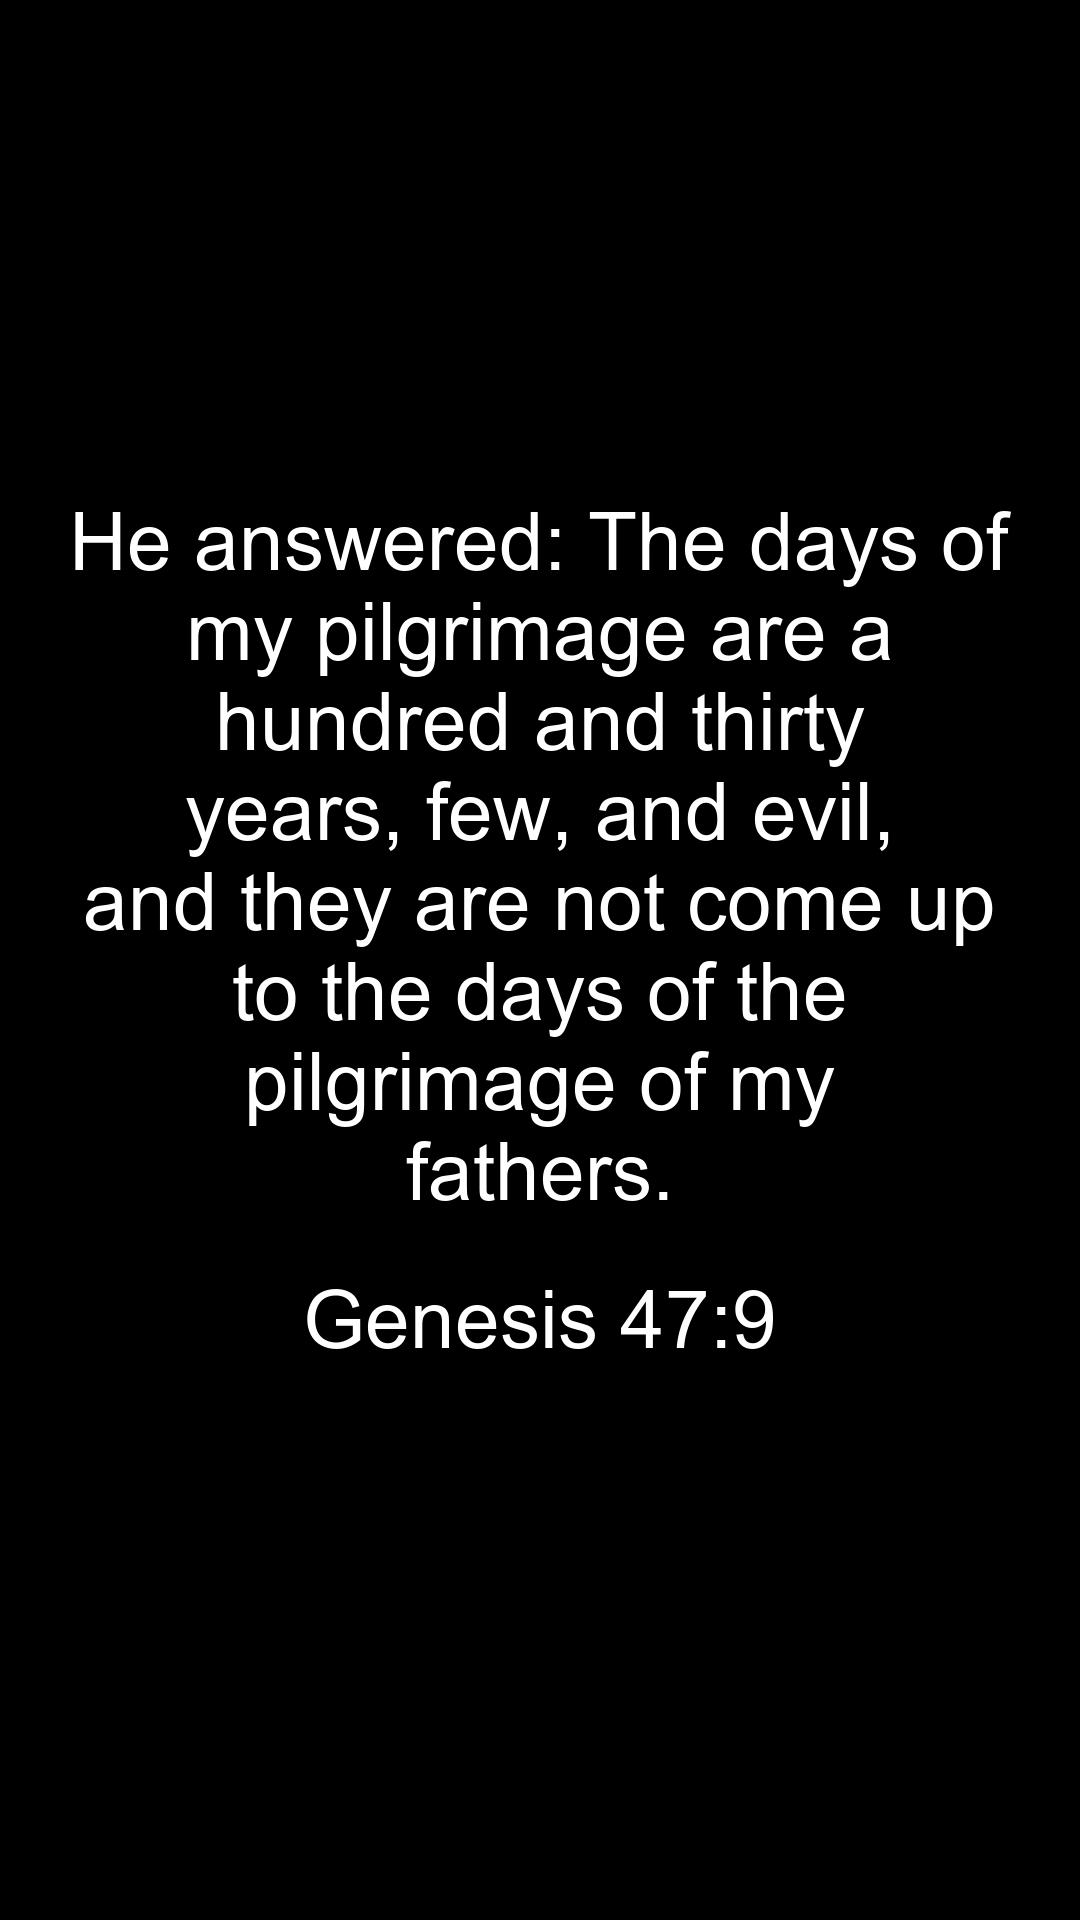 He answered: The days of
my pilgrimage are a
hundred and thirty
years, few, and evil,
and they are not come up
to the days of the
pilgrimage of my
fathers.
Genesis 47:9